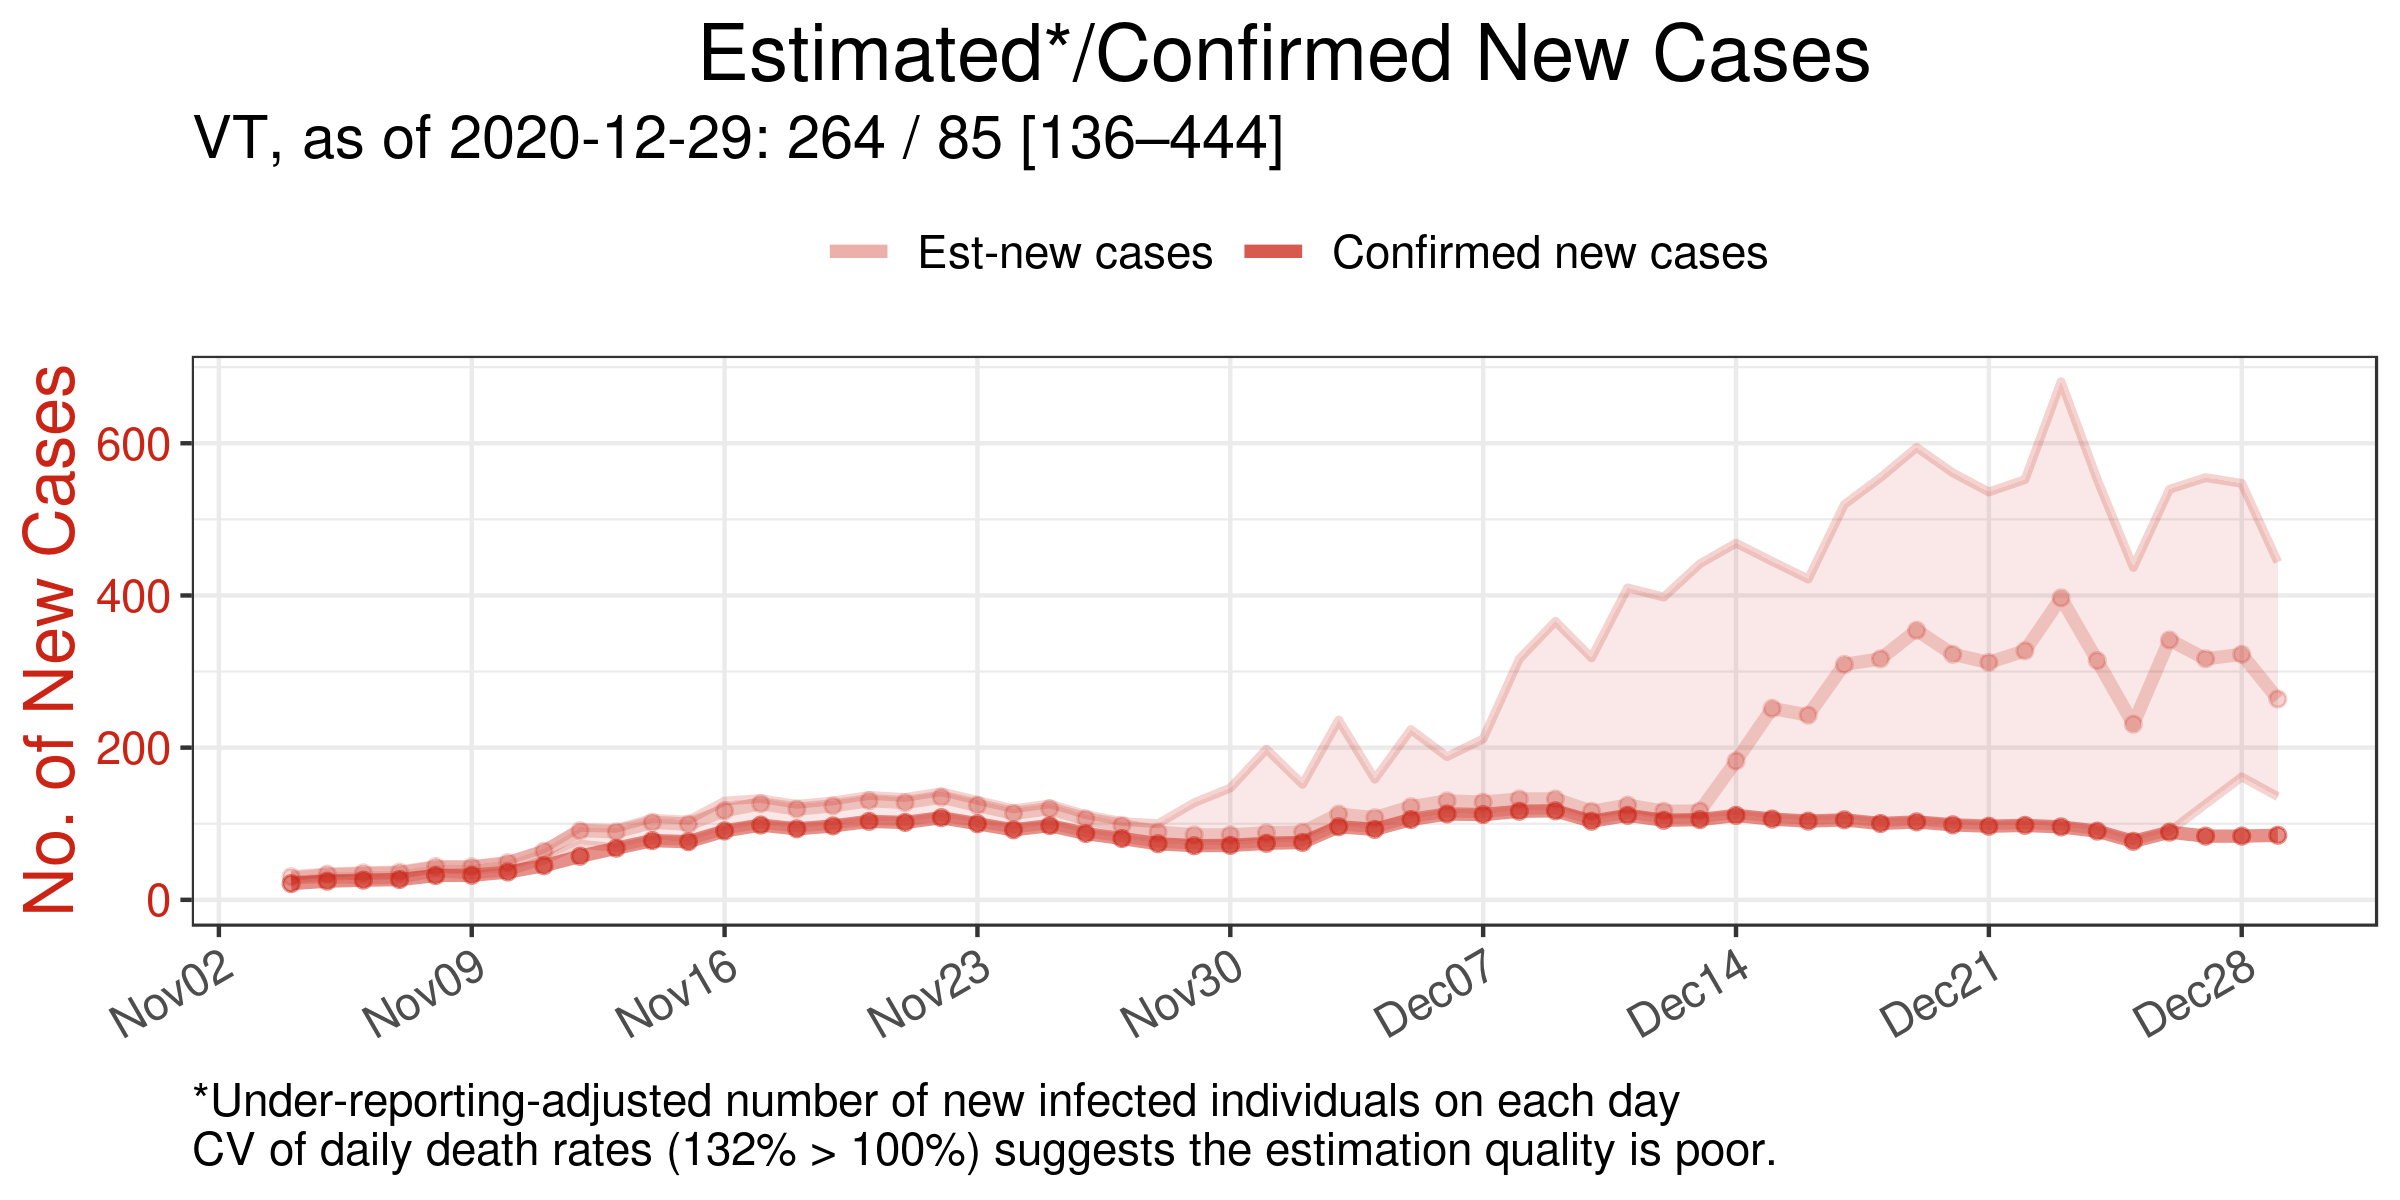 Estimated*/Confirmed New Cases
VT, as of 2020-12-29: 264 / 85 [136–444]
Est-new cases
Confirmed new cases
No. of New Cases
600
400
200
0
Nov02
Nov09
Nov16
Nov23
Nov30
Dec07
Dec14
Dec21
Dec28
*Under-reporting-adjusted number of new infected individuals on each day
CV of daily death rates (132% > 100%) suggests the estimation quality is poor.